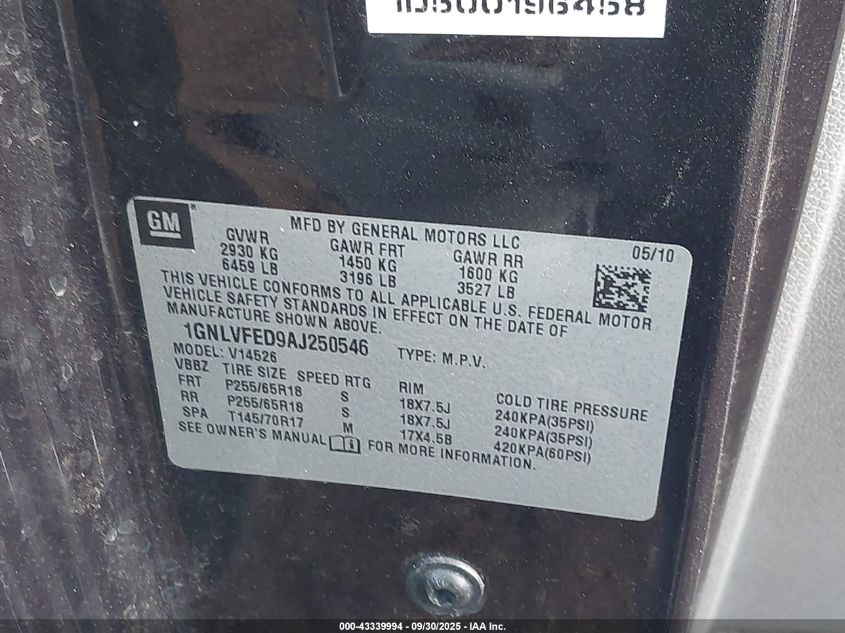 GM
MFD BY GENERAL MOTORS LLC
05/10
GVWR GAWR FRT GAWR RR
2930 KG 1450 KG 1600 KG
6459 LB 3196 LB 3527 LB
THIS VEHICLE CONFORMS TO ALL APPLICABLE U.S. FEDERAL MOTOR
VEHICLE SAFETY STANDARDS IN EFFECT ON THE DATE OF
MANUFACTURE SHOWN ABOVE.
1GNLVFED9AJ250546 TYPE: M.P.V.
MODEL: V14526
VBBZ TIRE SIZE SPEED RTG RIM COLD TIRE PRESSURE
FRT P255/65R18 S 18X7.5J 240KPA(35PSI)
RR P255/65R18 S 18X7.5J 240KPA(35PSI)
SPA T145/70R17 M 17X4.5B 420KPA(60PSI)
SEE OWNER'S MANUAL FOR MORE INFORMATION.
000-43339994 - 09/30/2025 - IAA Inc.